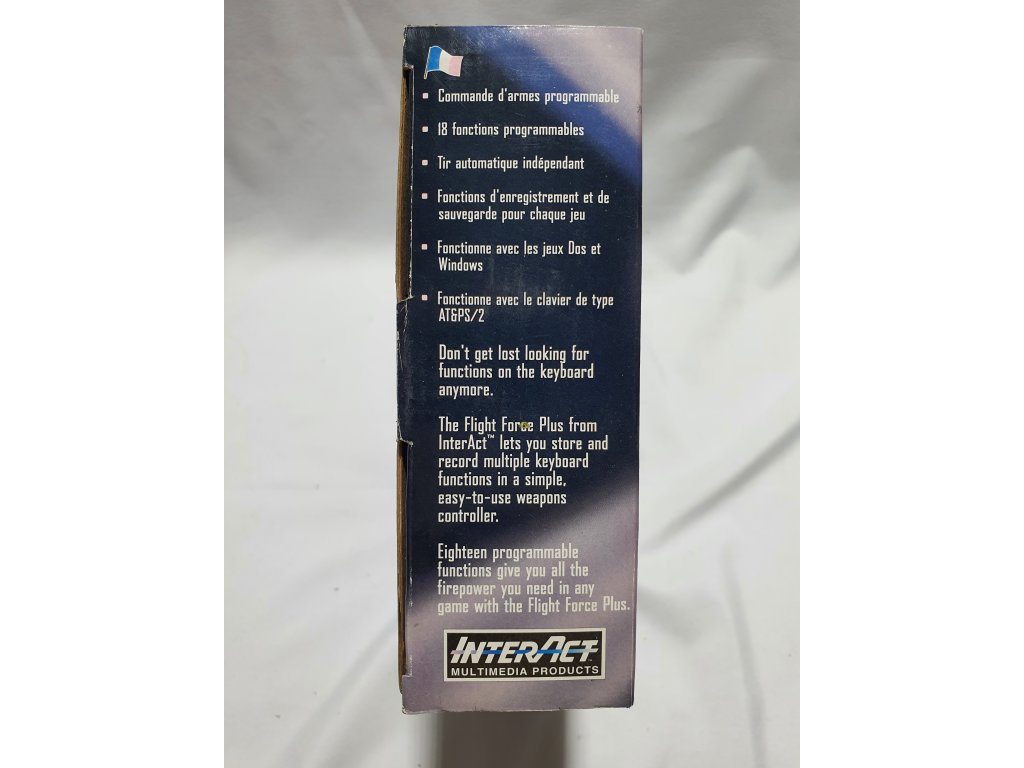 ▪ Commande d'armes programmable
▪ 18 fonctions programmables
▪ Tir automatique indépendant
▪ Fonctions d'enregistrement et de
sauvegarde pour chaque jeu
▪ Fonctionne avec les jeux Dos et
Windows
▪ Fonctionne avec le clavier de type
AT&PS/2
Don't get lost looking for
functions on the keyboard
anymore.
The Flight Force Plus from
InterAct™ lets you store and
record multiple keyboard
functions in a simple,
easy-to-use weapons
controller.
Eighteen programmable
functions give you all the
firepower you need in any
game with the Flight Force Plus.
INTERACT
MULTIMEDIA PRODUCTS